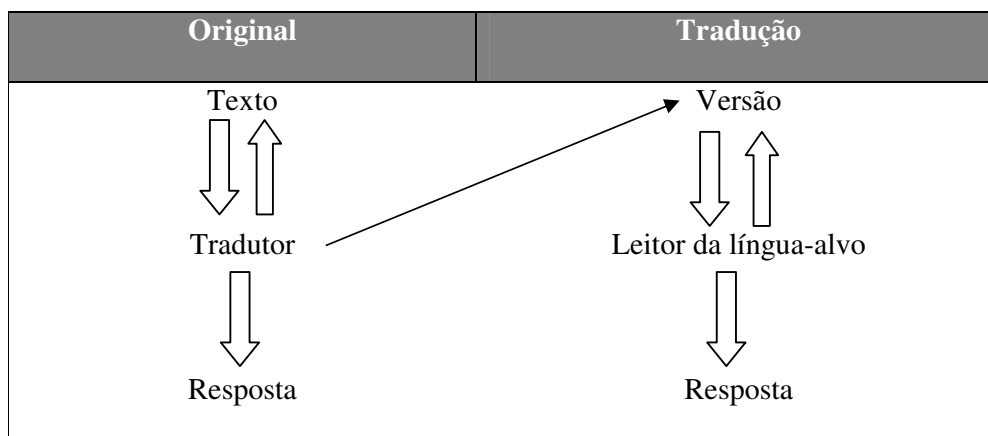 Original
Tradução
Texto
Versão
Tradutor
Leitor da língua-alvo
Resposta
Resposta